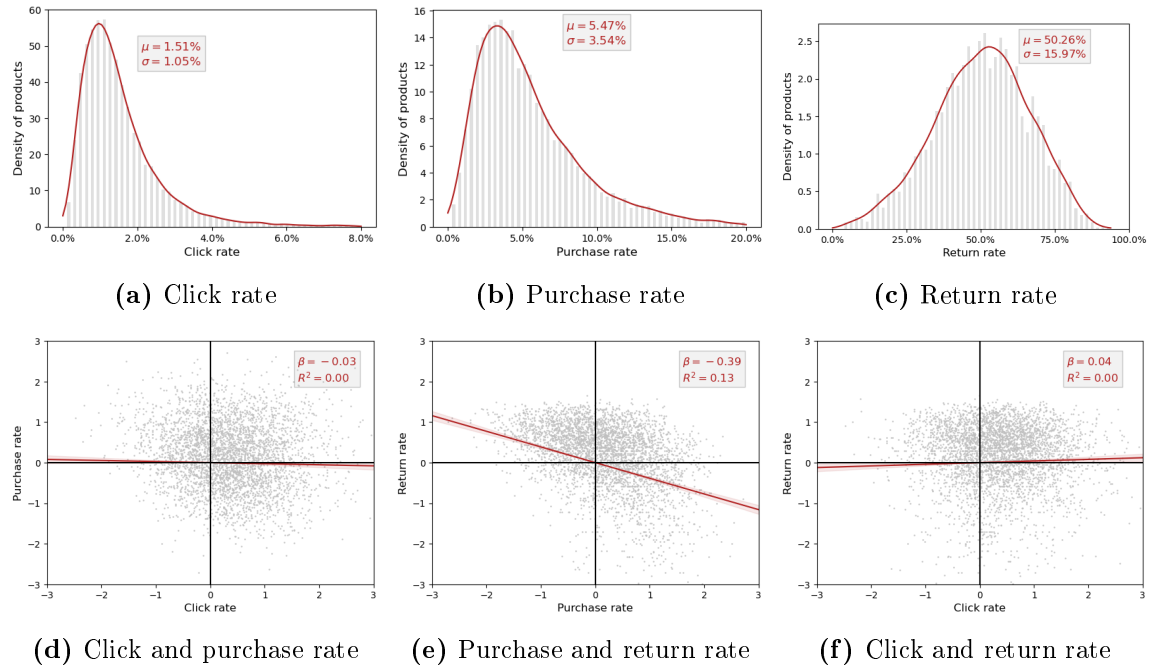 60
50
40
30
20
10
0
Density of products
μ = 1.51%
σ = 1.05%
0.0% 2.0% 4.0% 6.0% 8.0%
Click rate
(a) Click rate
16
14
12
10
8
6
4
2
0
Density of products
μ = 5.47%
σ = 3.54%
0.0% 5.0% 10.0% 15.0% 20.0%
Purchase rate
(b) Purchase rate
2.5
2.0
1.5
1.0
0.5
0.0
Density of products
μ = 50.26%
σ = 15.97%
0.0% 25.0% 50.0% 75.0% 100.0%
Return rate
(c) Return rate
3
2
1
0
−1
−2
−3
Purchase rate
β = −0.03
R² = 0.00
−3 −2 −1 0 1 2 3
Click rate
(d) Click and purchase rate
3
2
1
0
−1
−2
−3
Return rate
β = −0.39
R² = 0.13
−3 −2 −1 0 1 2 3
Purchase rate
(e) Purchase and return rate
3
2
1
0
−1
−2
−3
Return rate
β = 0.04
R² = 0.00
−3 −2 −1 0 1 2 3
Click rate
(f) Click and return rate